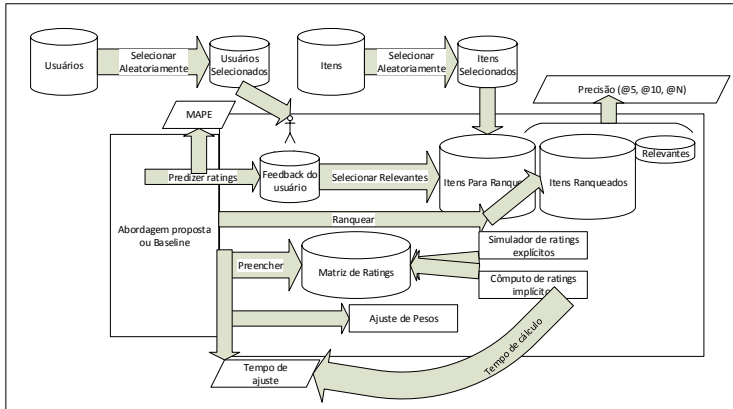 Usuários
Selecionar
Aleatoriamente
Usuários
Selecionados
Itens
Selecionar
Aleatoriamente
Itens
Selecionados
MAPE
Precisão (@5, @10, @N)
Predizer ratings
Feedback do
usuário
Selecionar Relevantes
Itens Para Ranque
Itens Ranqueados
Relevantes
Abordagem proposta
ou Baseline
Ranquear
Preencher
Matriz de Ratings
Simulador de ratings
explícitos
Cômputo de ratings
implícito
Ajuste de Pesos
Tempo de cálculo
Tempo de
ajuste